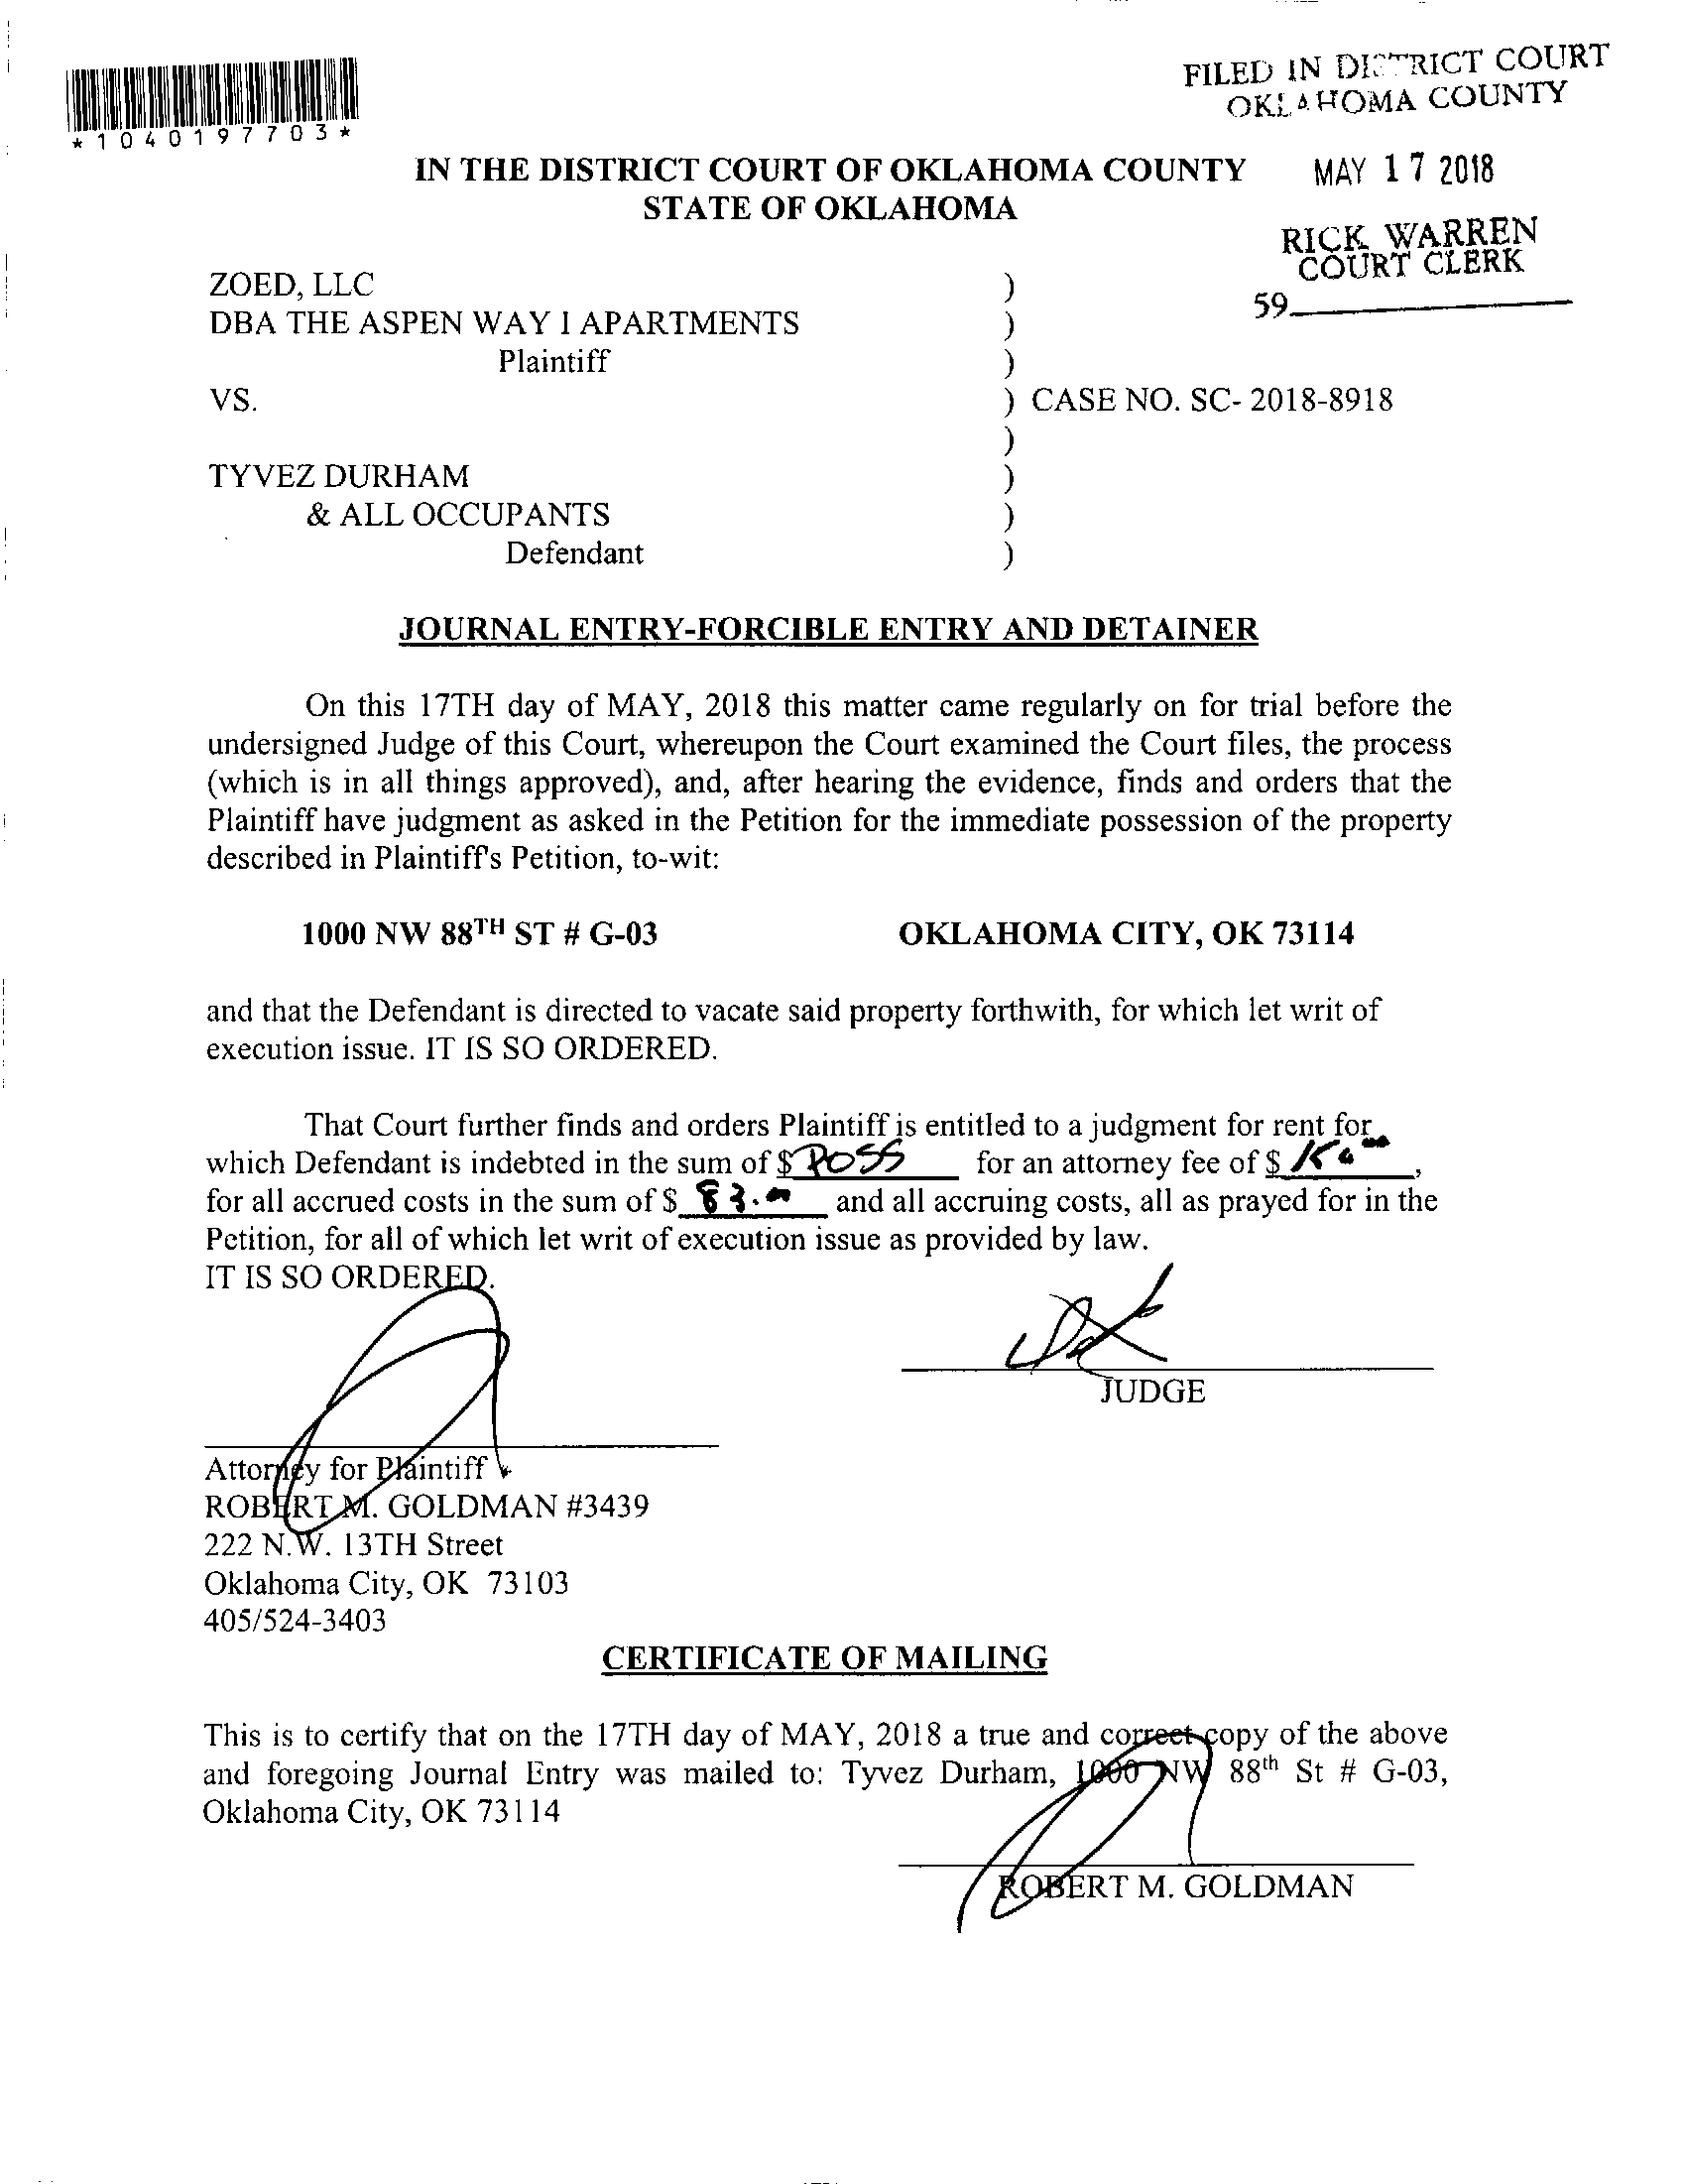 FILED IN DISTRICT COURT
OKLAHOMA COUNTY
*1040197703*
IN THE DISTRICT COURT OF OKLAHOMA COUNTY
STATE OF OKLAHOMA
MAY 17 2018
RICK WARREN
COURT CLERK
59
ZOED, LLC )
DBA THE ASPEN WAY I APARTMENTS )
Plaintiff )
VS. ) CASE NO. SC- 2018-8918
)
TYVEZ DURHAM )
& ALL OCCUPANTS )
Defendant )
JOURNAL ENTRY-FORCIBLE ENTRY AND DETAINER
On this 17TH day of MAY, 2018 this matter came regularly on for trial before the
undersigned Judge of this Court, whereupon the Court examined the Court files, the process
(which is in all things approved), and, after hearing the evidence, finds and orders that the
Plaintiff have judgment as asked in the Petition for the immediate possession of the property
described in Plaintiff's Petition, to-wit:
1000 NW 88TH ST # G-03 OKLAHOMA CITY, OK 73114
and that the Defendant is directed to vacate said property forthwith, for which let writ of
execution issue. IT IS SO ORDERED.
That Court further finds and orders Plaintiff is entitled to a judgment for rent for
which Defendant is indebted in the sum of $ POSS for an attorney fee of $ ,
for all accrued costs in the sum of $ 83.00 and all accruing costs, all as prayed for in the
Petition, for all of which let writ of execution issue as provided by law.
IT IS SO ORDERED.
JUDGE
Attorney for Plaintiff
ROBERT M. GOLDMAN #3439
222 N.W. 13TH Street
Oklahoma City, OK 73103
405/524-3403
CERTIFICATE OF MAILING
This is to certify that on the 17TH day of MAY, 2018 a true and correct copy of the above
and foregoing Journal Entry was mailed to: Tyvez Durham, 1000 NW 88th St # G-03,
Oklahoma City, OK 73114
ROBERT M. GOLDMAN